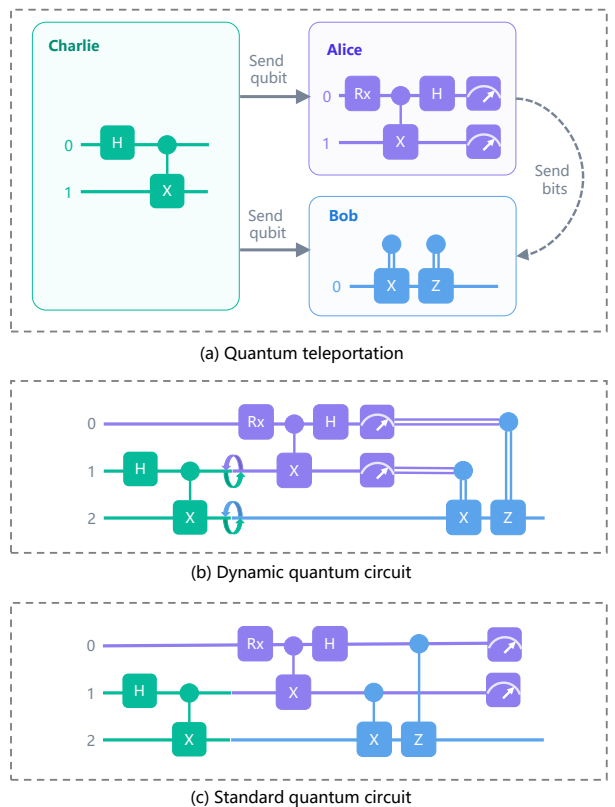 Charlie
Send
qubit
Alice
0 Rx H
1 X
0 H
1 X
Send
bits
Send
qubit
Bob
0 X Z
(a) Quantum teleportation
0 Rx H
1 H X
2 X X Z
(b) Dynamic quantum circuit
0 Rx H
1 H X
2 X X Z
(c) Standard quantum circuit